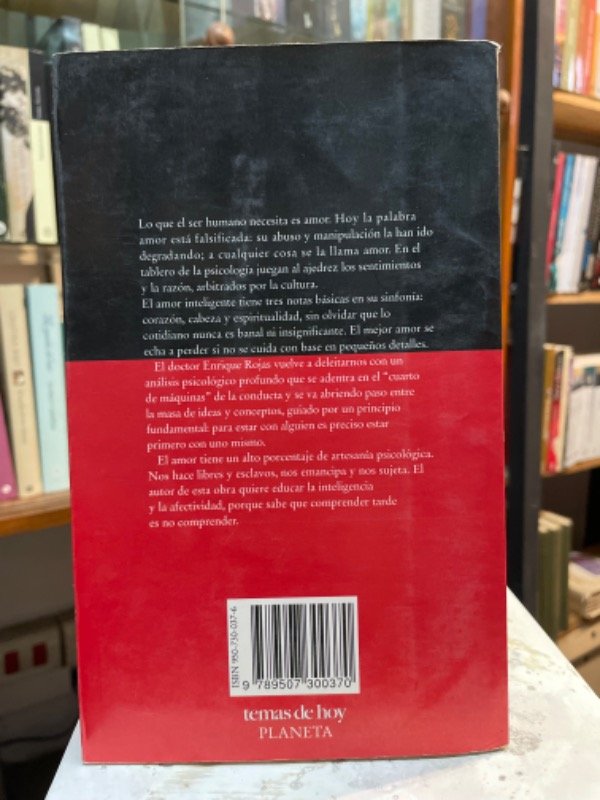 Lo que el ser humano necesita es amor. Hoy la palabra
amor está falsificada: su abuso y manipulación la han ido
degradando; a cualquier cosa se la llama amor. En el
tablero de la psicología juegan al ajedrez los sentimientos
y la razón, arbitrados por la cultura.
El amor inteligente tiene tres notas básicas en su sinfonía:
corazón, cabeza y espiritualidad, sin olvidar que lo
cotidiano nunca es banal ni insignificante. El mejor amor se
echa a perder si no se cuida con base en pequeños detalles.
El doctor Enrique Rojas vuelve a deleitarnos con un
análisis psicológico profundo que se adentra en el "cuarto
de máquinas" de la conducta y se va abriendo paso entre
la masa de ideas y conceptos, guiado por un principio
fundamental: para estar con alguien es preciso estar
primero con uno mismo.
El amor tiene un alto porcentaje de artesanía psicológica.
Nos hace libres y esclavos, nos emancipa y nos sujeta. El
autor de esta obra quiere educar la inteligencia
y la afectividad, porque sabe que comprender tarde
es no comprender.
ISBN 950-730-037-6
9 789507 300370
temas de hoy
PLANETA